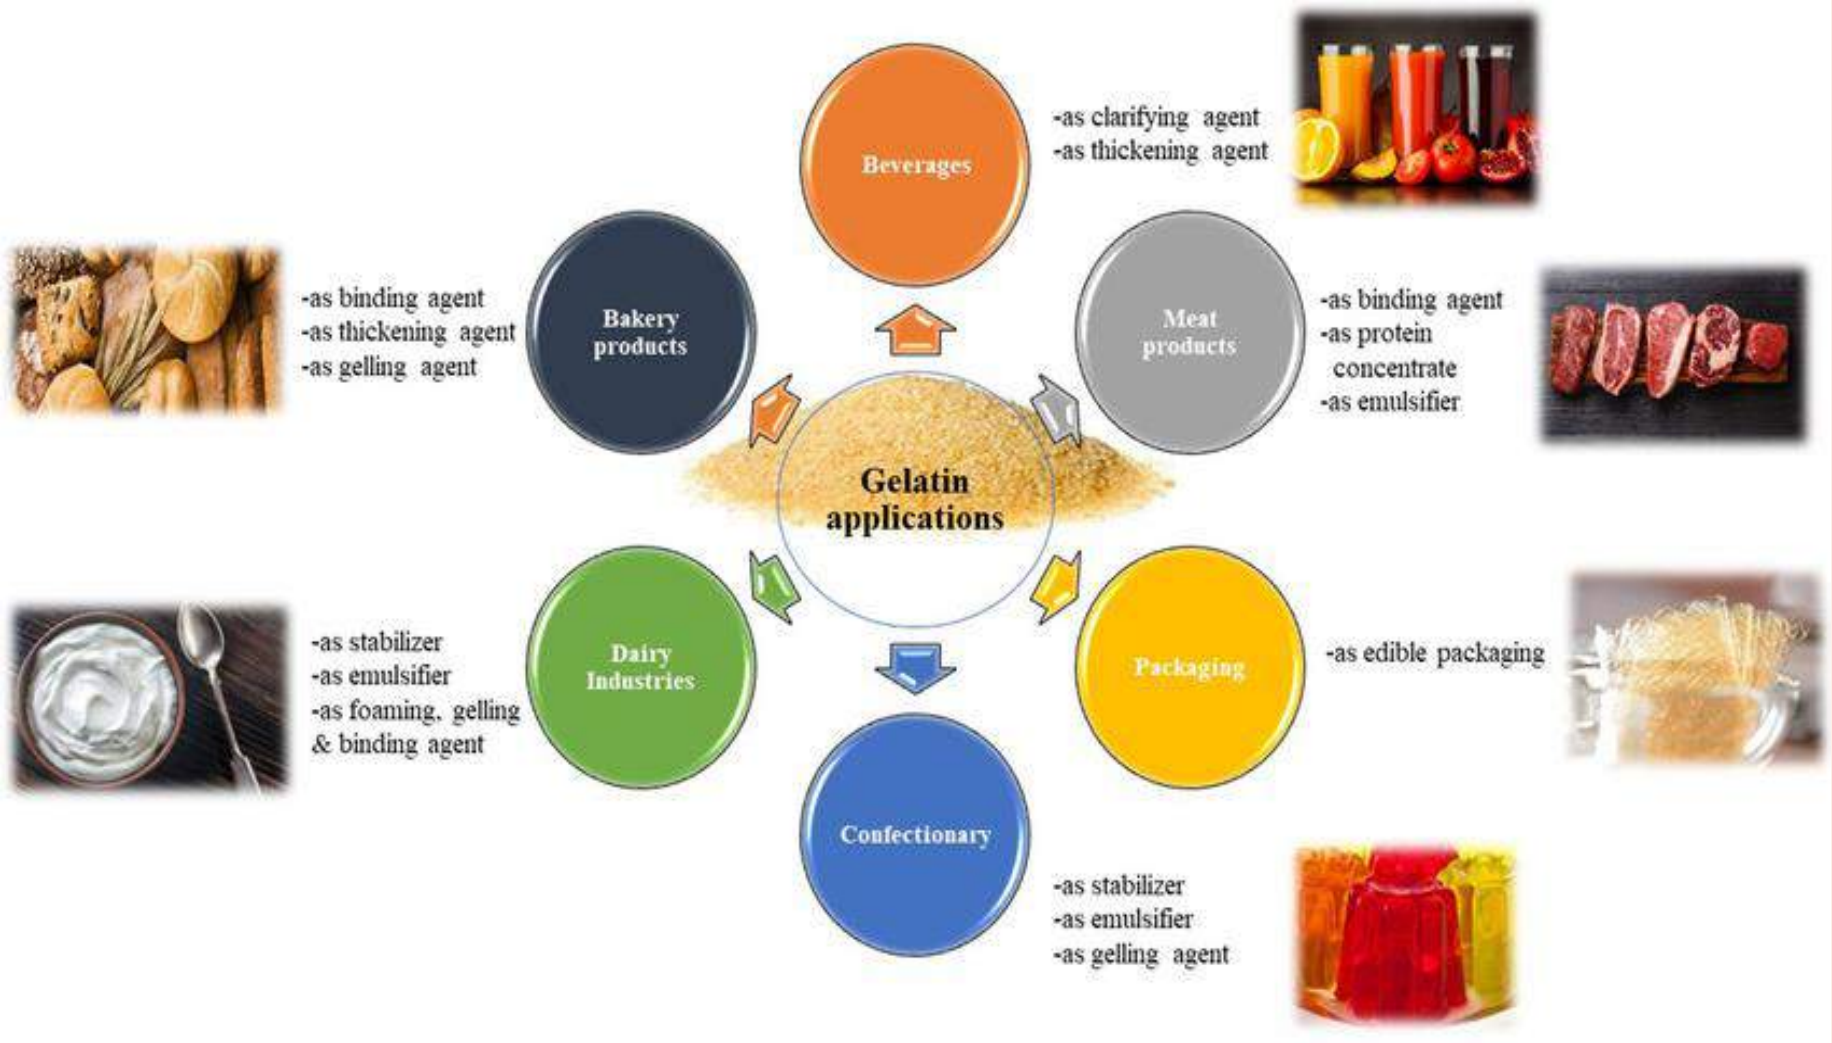 Beverages
-as clarifying agent
-as thickening agent
Bakery
products
-as binding agent
-as thickening agent
-as gelling agent
Meat
products
-as binding agent
-as protein
concentrate
-as emulsifier
Gelatin
applications
Dairy
Industries
-as stabilizer
-as emulsifier
-as foaming, gelling
& binding agent
Packaging
-as edible packaging
Confectionary
-as stabilizer
-as emulsifier
-as gelling agent